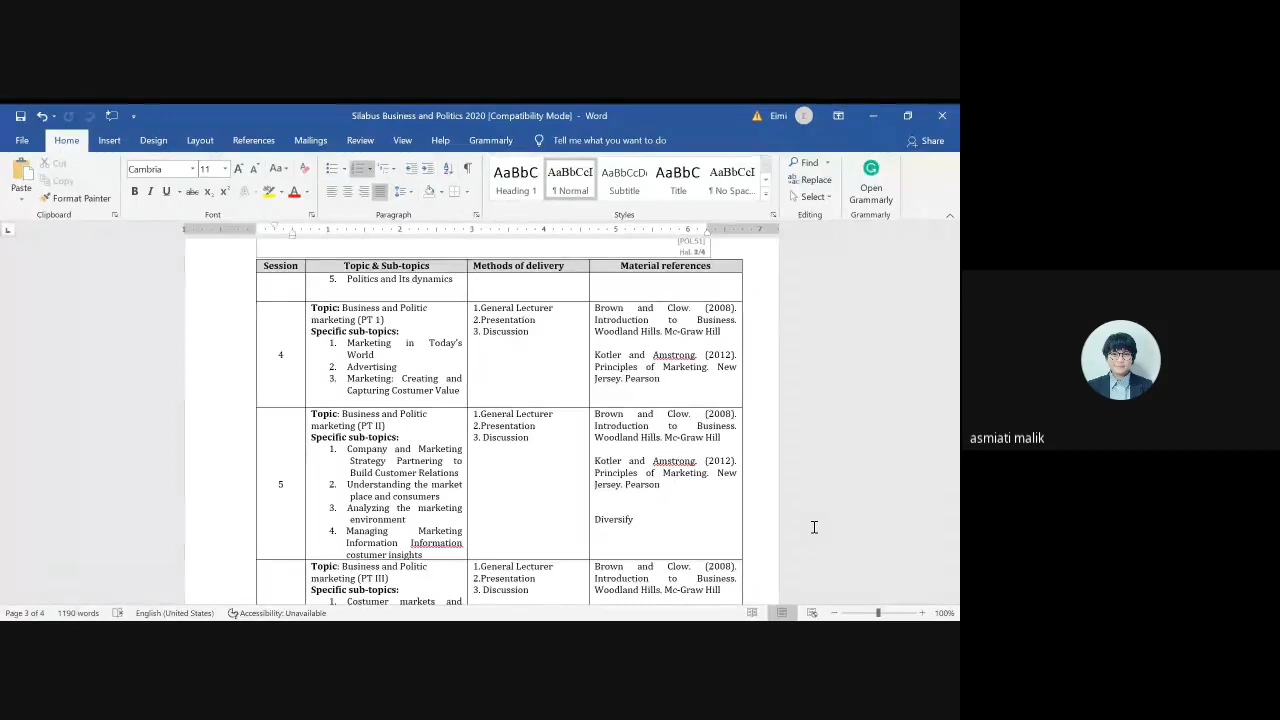 Silabus Business and Politics 2020 [Compatibility Mode] - Word
Eimi
E
File Home Insert Design Layout References Mailings Review View Help Grammarly Tell me what you want to do Share
Paste
Cut
Copy
Format Painter
Clipboard
Cambria 11
Font
Paragraph
AaBbC AaBbCcI AaBbCcD AaBbC AaBbCcI
Heading 1 ¶ Normal Subtitle Title ¶ No Spac...
Styles
Find
Replace
Select
Editing
Open
Grammarly
Grammarly
1 1 2 3 4 5 6 7
[POL51]
Hal. 3/4
Session Topic & Sub-topics Methods of delivery Material references
5. Politics and Its dynamics
4
Topic: Business and Politic
marketing (PT 1)
Specific sub-topics:
1. Marketing in Today's
World
2. Advertising
3. Marketing: Creating and
Capturing Costumer Value
1.General Lecturer
2.Presentation
3. Discussion
Brown and Clow. (2008).
Introduction to Business.
Woodland Hills. Mc-Graw Hill
Kotler and Amstrong. (2012).
Principles of Marketing. New
Jersey. Pearson
5
Topic: Business and Politic
marketing (PT II)
Specific sub-topics:
1. Company and Marketing
Strategy Partnering to
Build Customer Relations
2. Understanding the market
place and consumers
3. Analyzing the marketing
environment
4. Managing Marketing
Information Information
costumer insights
1.General Lecturer
2.Presentation
3. Discussion
Brown and Clow. (2008).
Introduction to Business.
Woodland Hills. Mc-Graw Hill
Kotler and Amstrong. (2012).
Principles of Marketing. New
Jersey. Pearson
Diversify
Topic: Business and Politic
marketing (PT III)
Specific sub-topics:
1. Costumer markets and
1.General Lecturer
2.Presentation
3. Discussion
Brown and Clow. (2008).
Introduction to Business.
Woodland Hills. Mc-Graw Hill
Page 3 of 4 1190 words English (United States) Accessibility: Unavailable 100%
asmiati malik